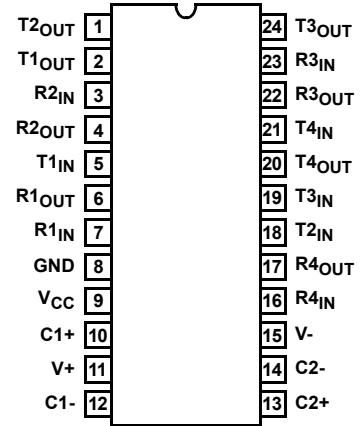 T2OUT 1 24 T3OUT
T1OUT 2 23 R3IN
R2IN 3 22 R3OUT
R2OUT 4 21 T4IN
T1IN 5 20 T4OUT
R1OUT 6 19 T3IN
R1IN 7 18 T2IN
GND 8 17 R4OUT
VCC 9 16 R4IN
C1+ 10 15 V-
V+ 11 14 C2-
C1- 12 13 C2+